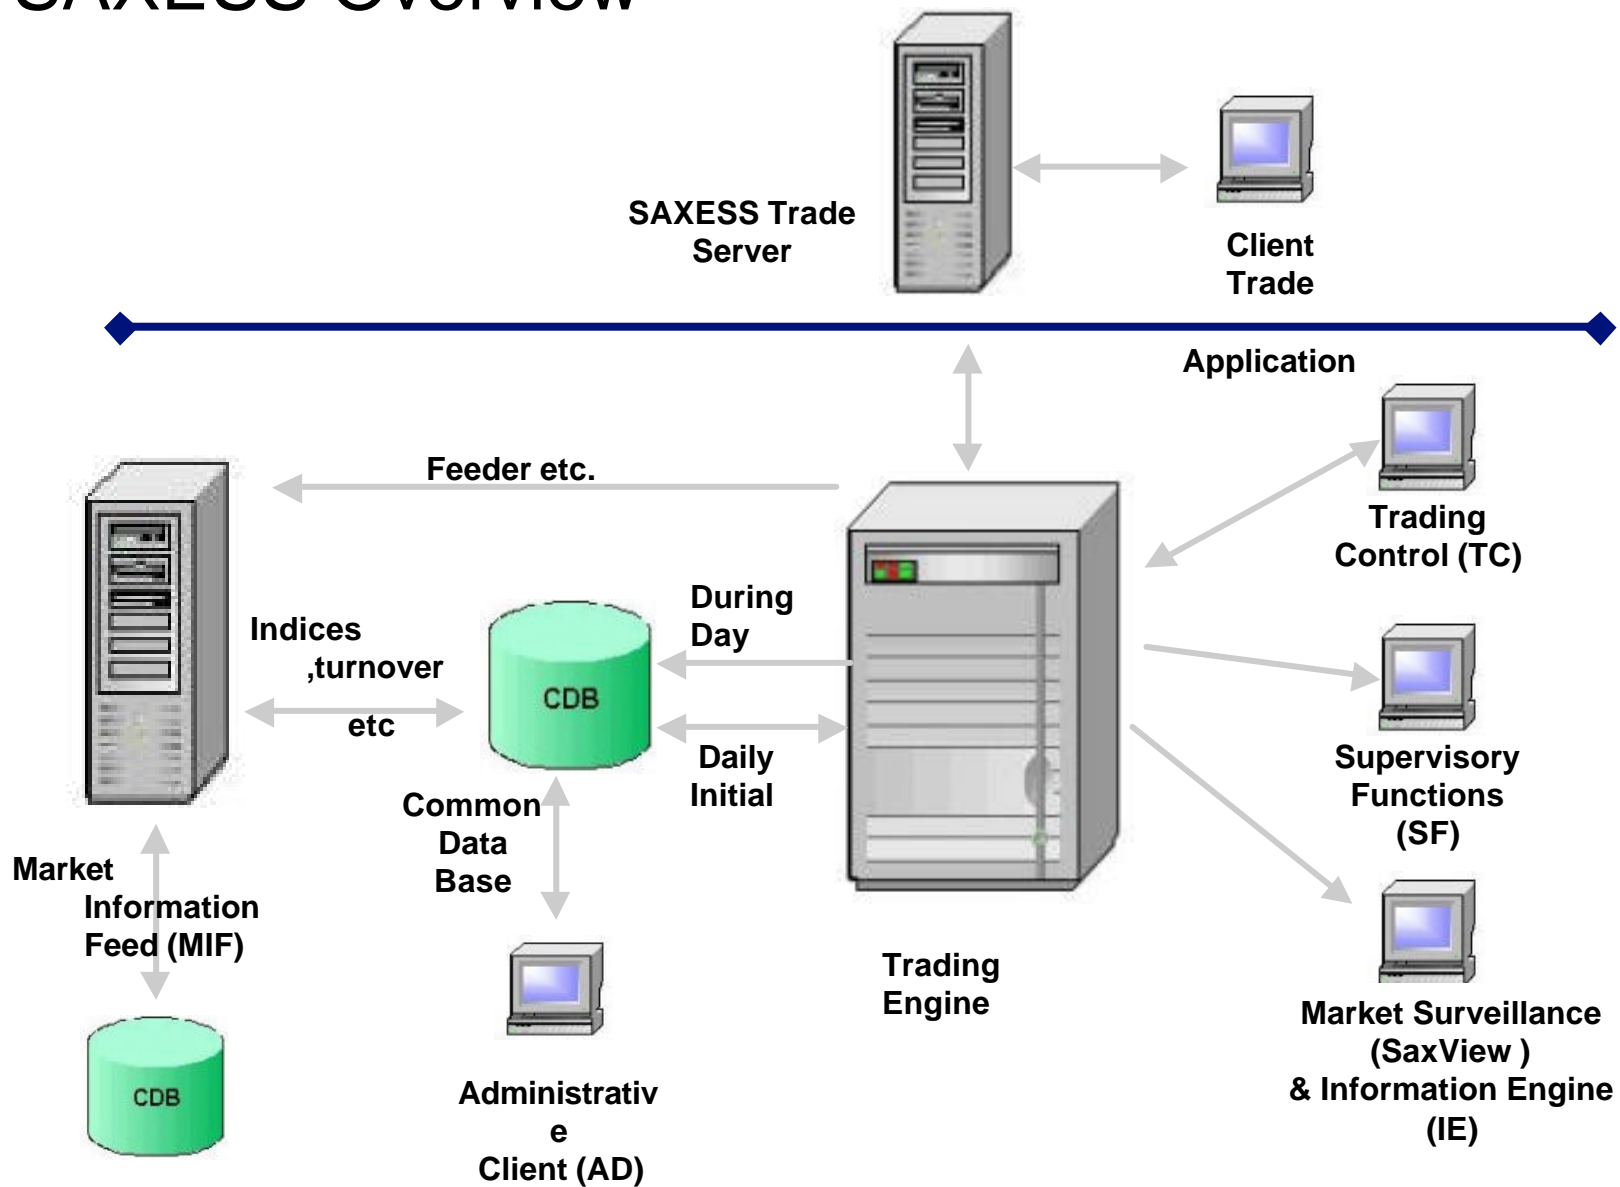 SAXESS Overview
SAXESS Trade
Server
Client
Trade
Application
Feeder etc.
Trading
Control (TC)
During
Day
Indices
,turnover
etc
CDB
Daily
Initial
Supervisory
Functions
(SF)
Common
Data
Base
Market
Information
Feed (MIF)
Trading
Engine
Market Surveillance
(SaxView )
& Information Engine
(IE)
CDB
Administrativ
e
Client (AD)